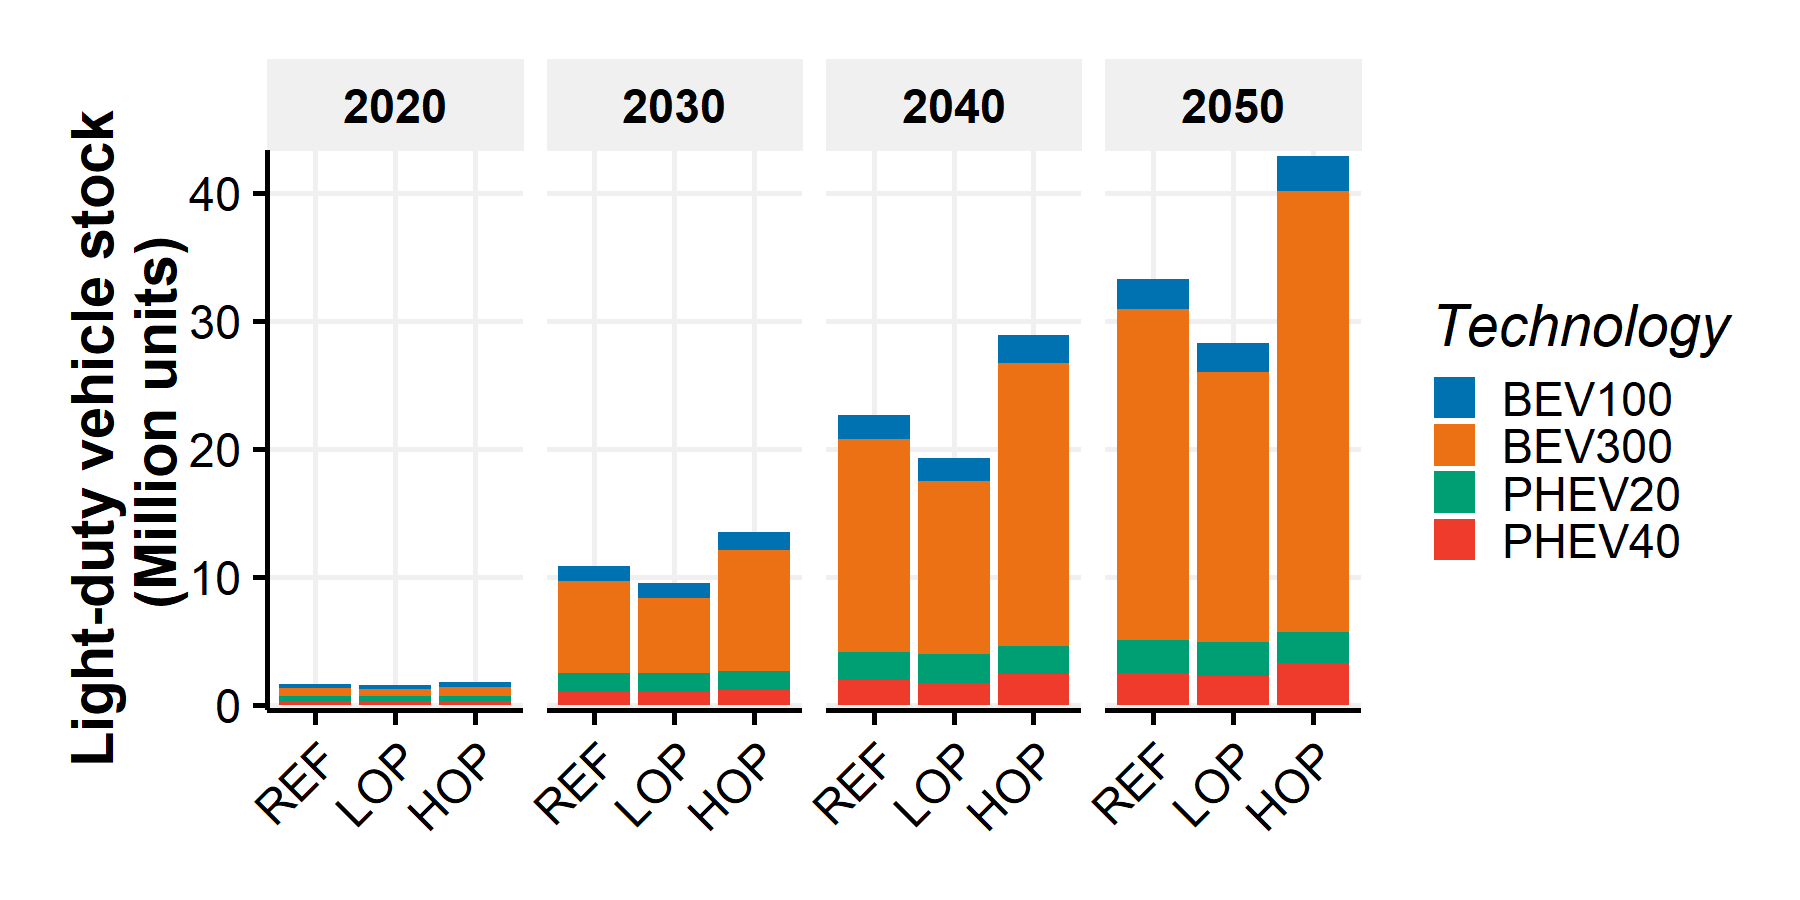 2020
2030
2040
2050
Light-duty vehicle stock
(Million units)
40
30
20
10
0
REF
LOP
HOP
REF
LOP
HOP
REF
LOP
HOP
REF
LOP
HOP
Technology
BEV100
BEV300
PHEV20
PHEV40